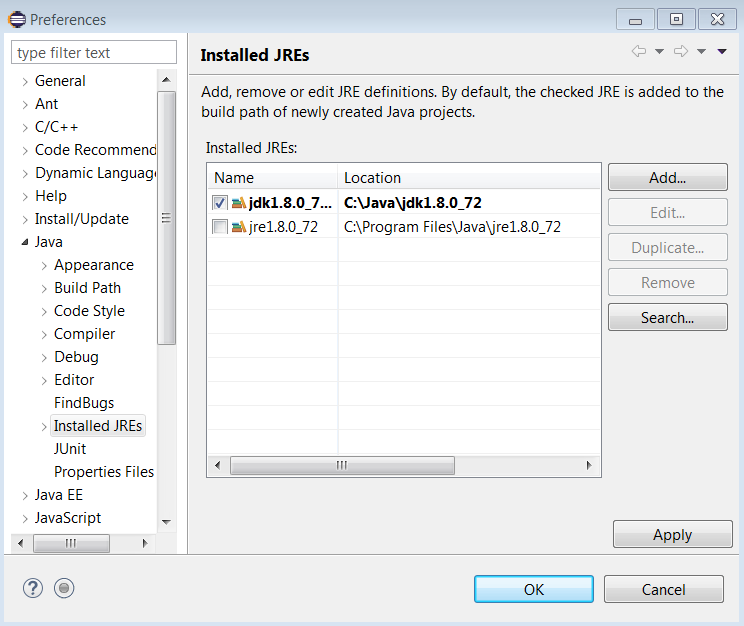 Preferences
type filter text
General
Ant
C/C++
Code Recommend
Dynamic Language
Help
Install/Update
Java
Appearance
Build Path
Code Style
Compiler
Debug
Editor
FindBugs
Installed JREs
JUnit
Properties Files
Java EE
JavaScript
Installed JREs
Add, remove or edit JRE definitions. By default, the checked JRE is added to the
build path of newly created Java projects.
Installed JREs:
Name Location
jdk1.8.0_7... C:\Java\jdk1.8.0_72
jre1.8.0_72 C:\Program Files\Java\jre1.8.0_72
Add...
Edit...
Duplicate...
Remove
Search...
Apply
?
OK Cancel